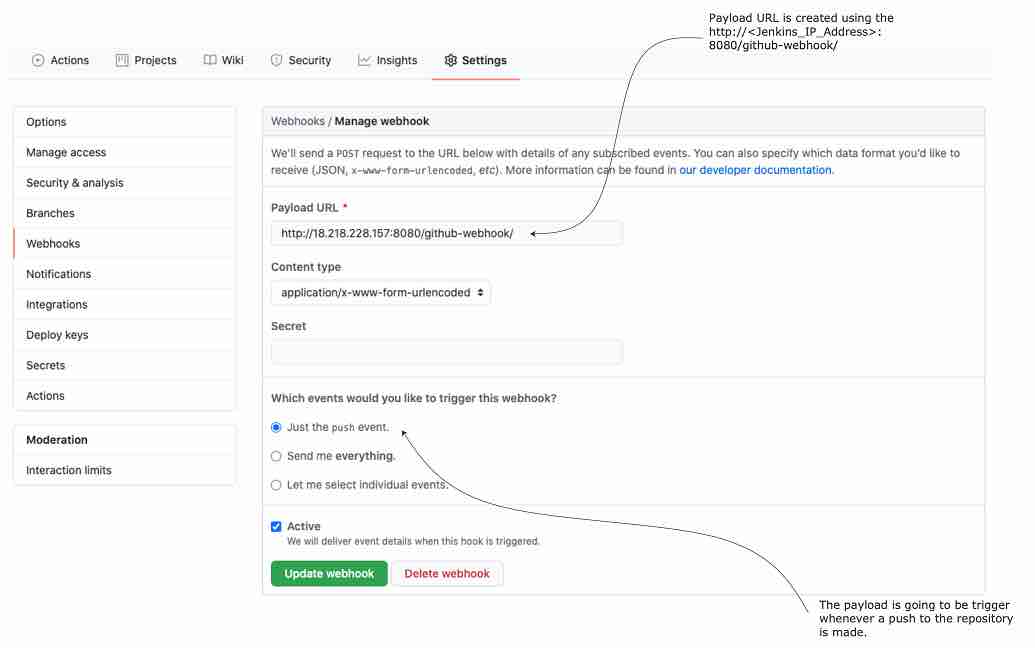 Payload URL is created using the
http://<Jenkins_IP_Address>:
8080/github-webhook/
Actions
Projects
Wiki
Security
Insights
Settings
Options
Manage access
Security & analysis
Branches
Webhooks
Notifications
Integrations
Deploy keys
Secrets
Actions
Moderation
Interaction limits
Webhooks / Manage webhook
We'll send a POST request to the URL below with details of any subscribed events. You can also specify which data format you'd like to
receive (JSON, x-www-form-urlencoded, etc). More information can be found in our developer documentation.
Payload URL *
http://18.218.228.157:8080/github-webhook/
Content type
application/x-www-form-urlencoded
Secret
Which events would you like to trigger this webhook?
Just the push event.
Send me everything.
Let me select individual events.
Active
We will deliver event details when this hook is triggered.
Update webhook
Delete webhook
The payload is going to be trigger
whenever a push to the repository
is made.